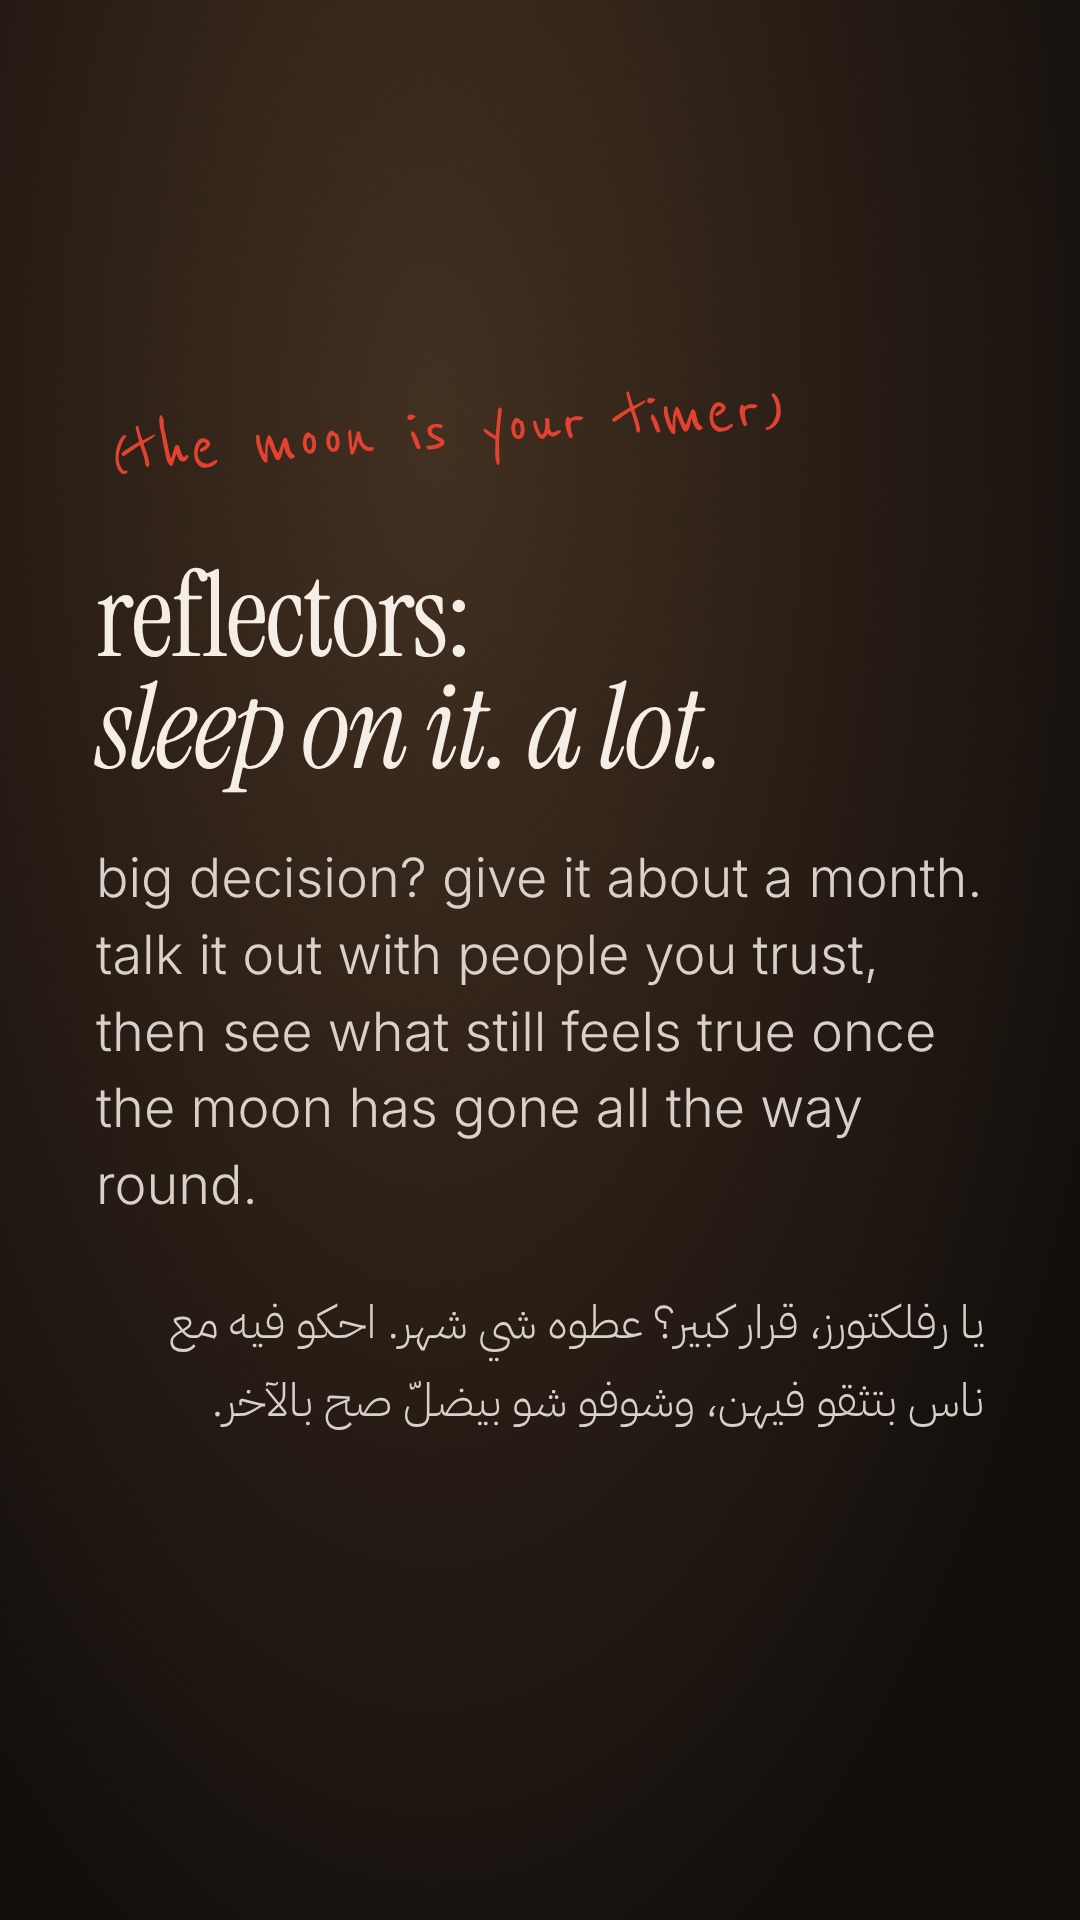 (the moon is your timer)
reflectors:
sleep on it. a lot.
big decision? give it about a month.
talk it out with people you trust,
then see what still feels true once
the moon has gone all the way
round.
يا رفلكتورز، قرار كبير؟ عطوه شي شهر. احكو فيه مع
ناس بتثقو فيهن، وشوفو شو بيضلّ صح بالآخر.